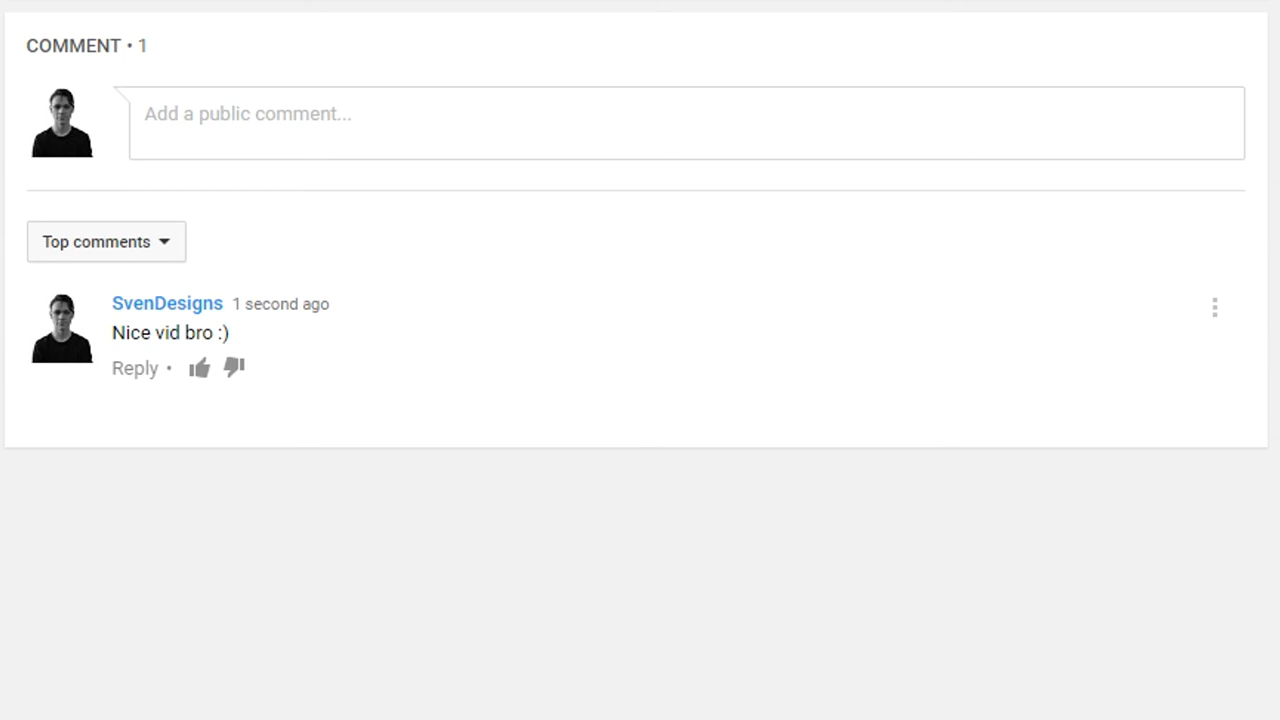 COMMENT • 1
Add a public comment...
Top comments
SvenDesigns 1 second ago
Nice vid bro :)
Reply •